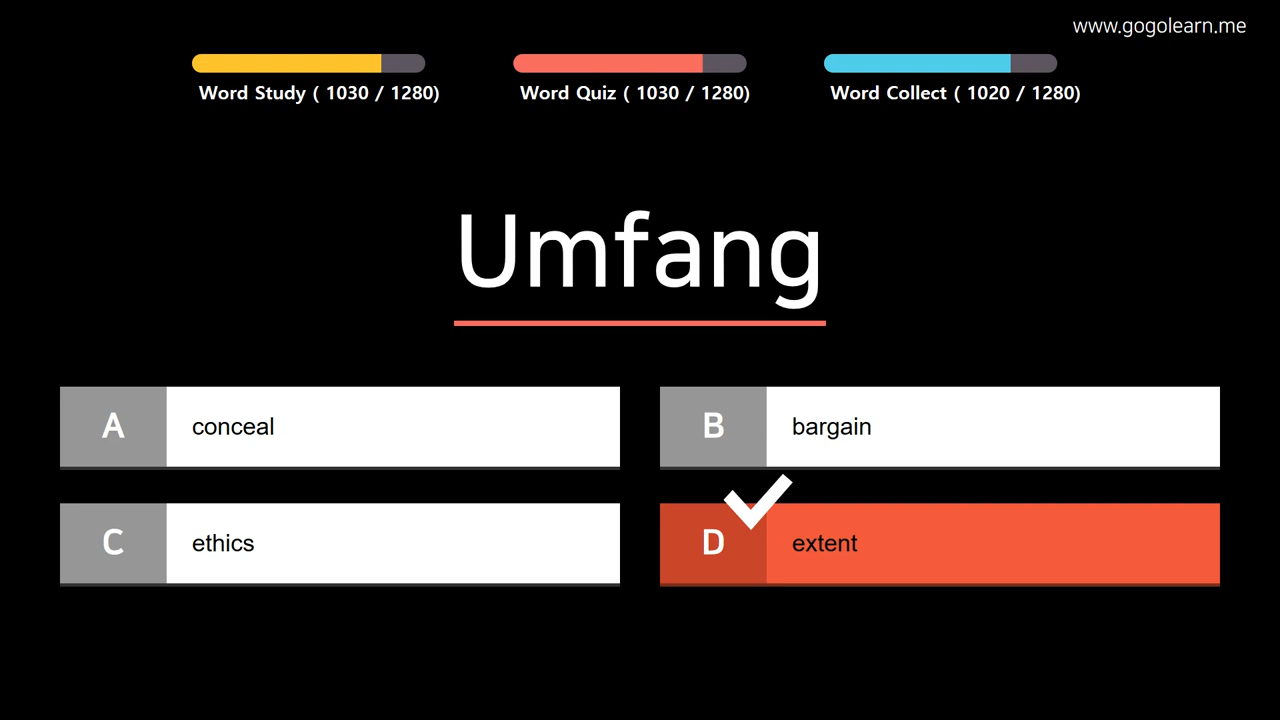 www.gogolearn.me
Word Study ( 1030 / 1280)
Word Quiz ( 1030 / 1280)
Word Collect ( 1020 / 1280)
Umfang
A conceal
B bargain
C ethics
D extent